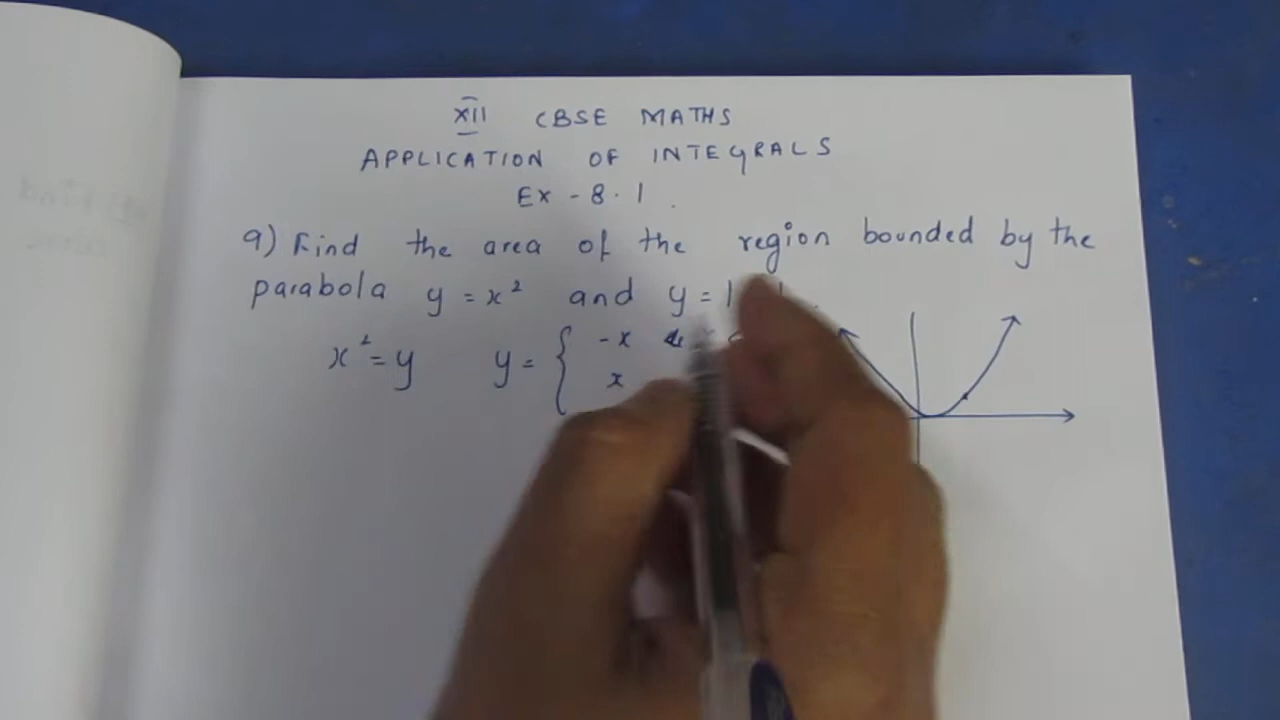 XII CBSE MATHS
APPLICATION OF INTEGRALS
EX - 8.1.
9) Find the area of the region bounded by the
parabola y = x² and y =
x² = y y = { -x
x